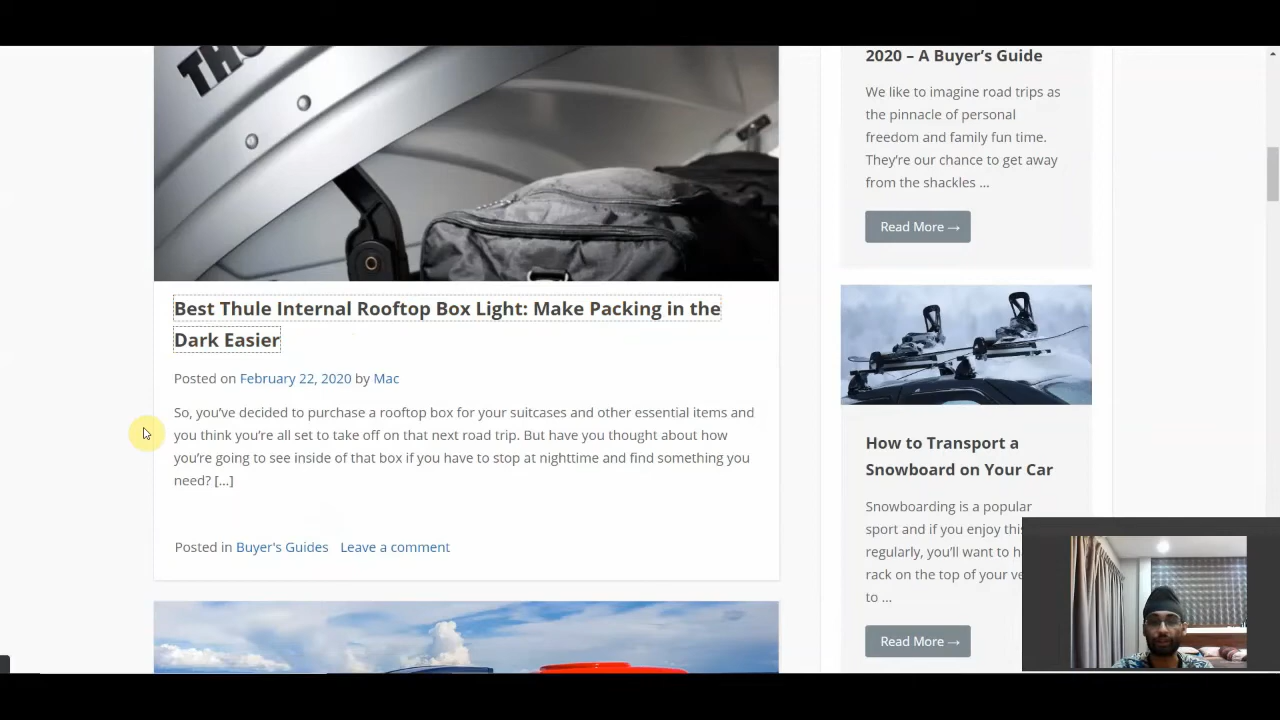 THU
Best Thule Internal Rooftop Box Light: Make Packing in the
Dark Easier
Posted on February 22, 2020 by Mac
So, you've decided to purchase a rooftop box for your suitcases and other essential items and
you think you're all set to take off on that next road trip. But have you thought about how
you're going to see inside of that box if you have to stop at nighttime and find something you
need? [...]
Posted in Buyer's Guides Leave a comment
2020 – A Buyer's Guide
We like to imagine road trips as
the pinnacle of personal
freedom and family fun time.
They're our chance to get away
from the shackles ...
Read More →
How to Transport a
Snowboard on Your Car
Snowboarding is a popular
sport and if you enjoy
regularly, you'll want to
rack on the top of your
to ...
Read More →